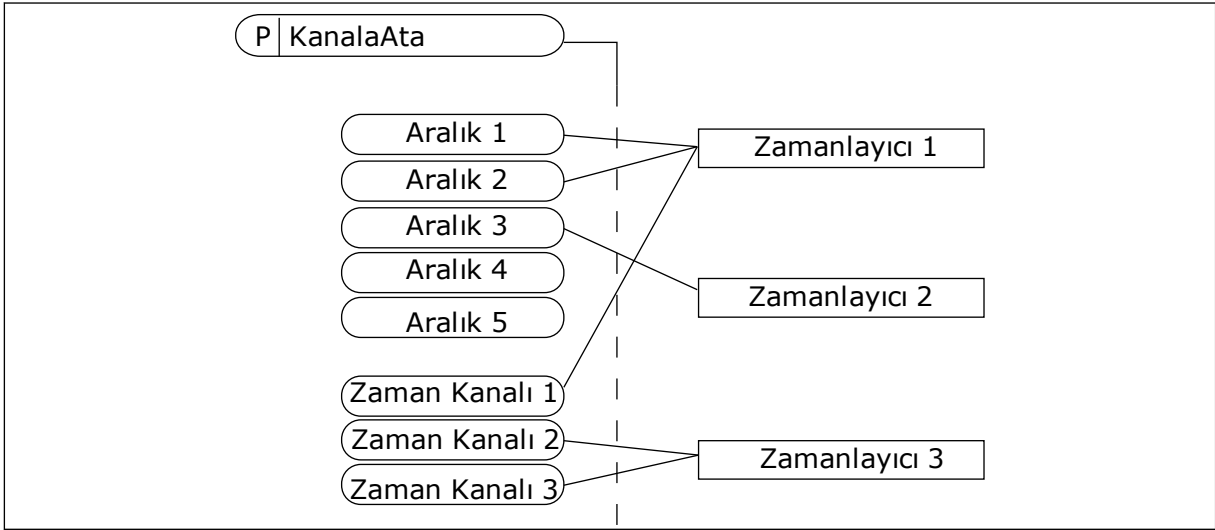 P KanalaAta
Aralık 1
Zamanlayıcı 1
Aralık 2
Aralık 3
Aralık 4
Zamanlayıcı 2
Aralık 5
Zaman Kanalı 1
Zaman Kanalı 2
Zamanlayıcı 3
Zaman Kanalı 3